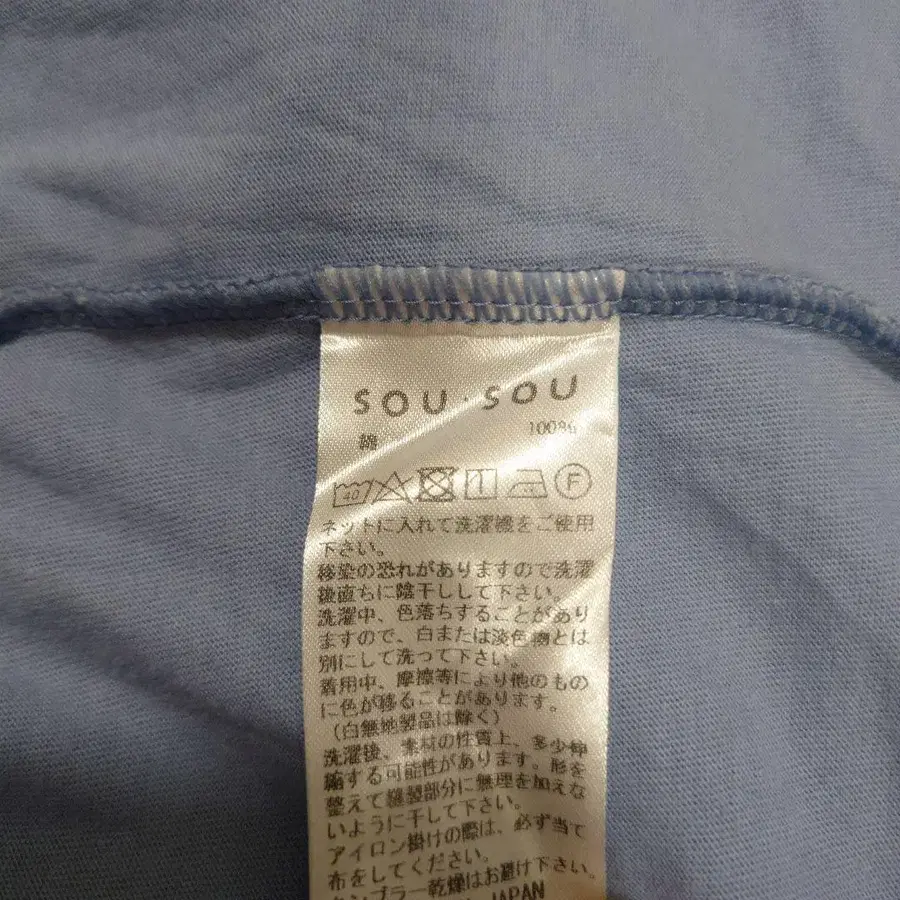 SOU・SOU
綿 100%
40 F
ネットに入れて洗濯機をご使用
下さい。
移染の恐れがありますので洗濯
後直ちに陰干しして下さい。
洗濯中、色落ちすることがあり
ますので、白または淡色物とは
別にして洗って下さい。
着用中、摩擦等により他のもの
に色が移ることがあります。
(白無地製品は除く)
洗濯後、素材の性質上、多少伸
縮する可能性があります。形を
整えて縫製部分に無理を加えな
いように干して下さい。
アイロン掛けの際は、必ず当て
布をしてください。
タンブラー乾燥はお避け下さい。
JAPAN